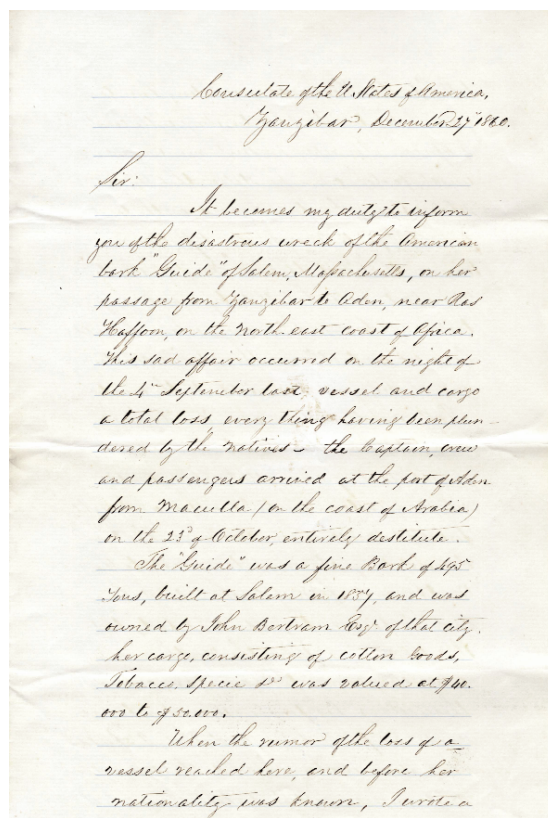 Consulate of the U States of America,
Zanzibar, December 27" 1860.
Sir:
It becomes my duty to inform
you of the disastrous wreck of the American
bark "Guide" of Salem, Massachusetts, on her
passage from Zanzibar to Aden, near Ras
Haffoon, on the north east coast of Africa.
This sad affair occurred on the night of
the 4th September last, vessel and cargo
a total loss, every thing having been plun-
dered by the natives - the Captain, crew
and passengers arrived at the port of Aden
from Maculla (on the coast of Arabia)
on the 23d of October, entirely destitute.
The "Guide" was a fine Bark of 495
Tons, built at Salem in 1857, and was
owned by John Bertram Esqr. of that city.
her cargo, consisting of cotton Goods,
Tobacco, specie &c was valued at $40.
000 to $50.000.
When the rumor of the loss of a
vessel reached here, and before her
nationality was known, I wrote a